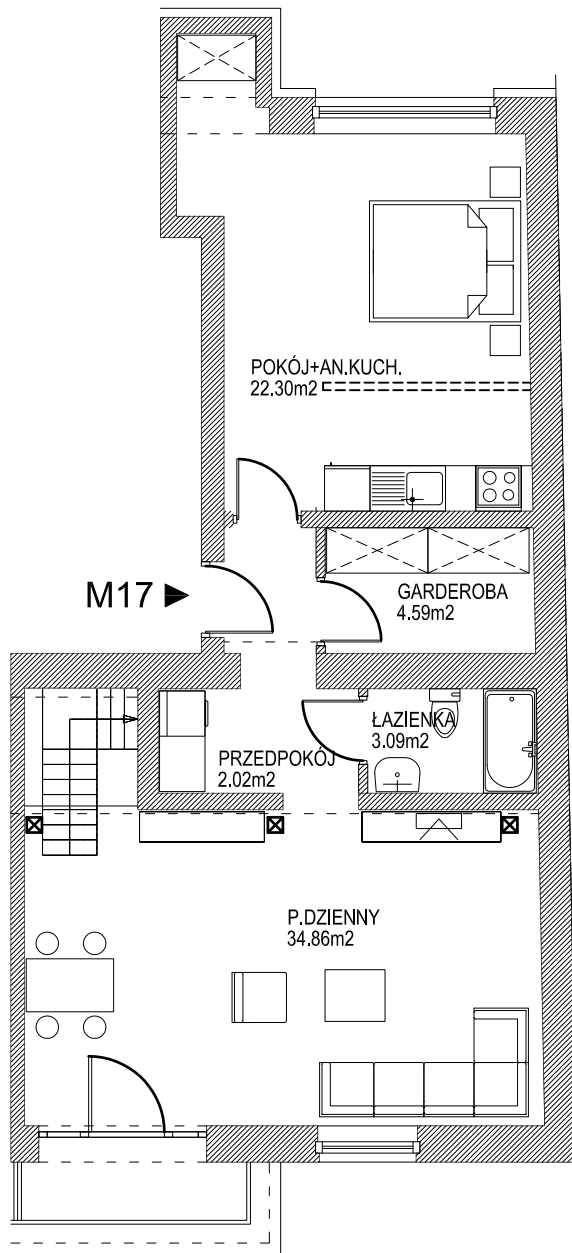 POKÓJ+AN.KUCH.
22.30m2
M17
GARDEROBA
4.59m2
ŁAZIENKA
3.09m2
PRZEDPOKÓJ
2.02m2
P.DZIENNY
34.86m2